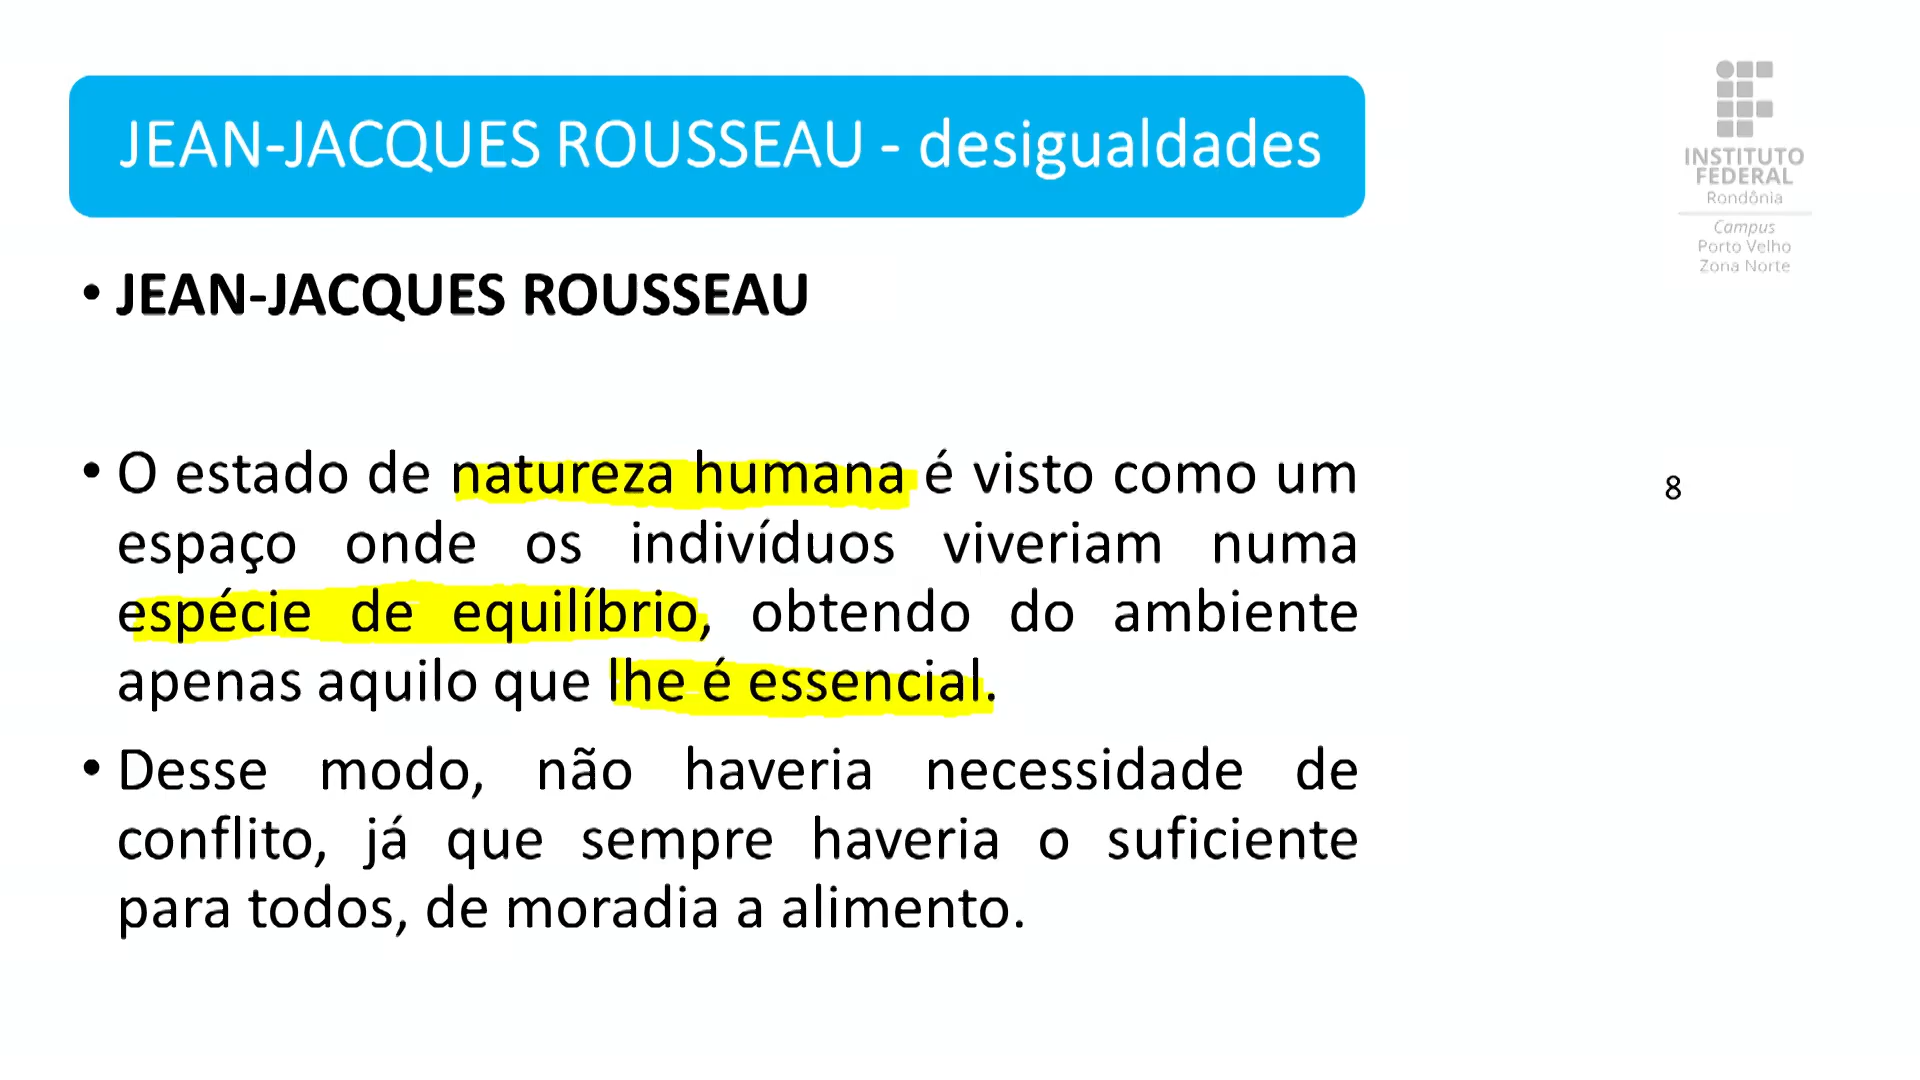 JEAN-JACQUES ROUSSEAU - desigualdades
INSTITUTO
FEDERAL
Rondônia
Campus
Porto Velho
Zona Norte
• JEAN-JACQUES ROUSSEAU
• O estado de natureza humana é visto como um
espaço onde os indivíduos viveriam numa
espécie de equilíbrio, obtendo do ambiente
apenas aquilo que lhe é essencial.
• Desse modo, não haveria necessidade de
conflito, já que sempre haveria o suficiente
para todos, de moradia a alimento.
8